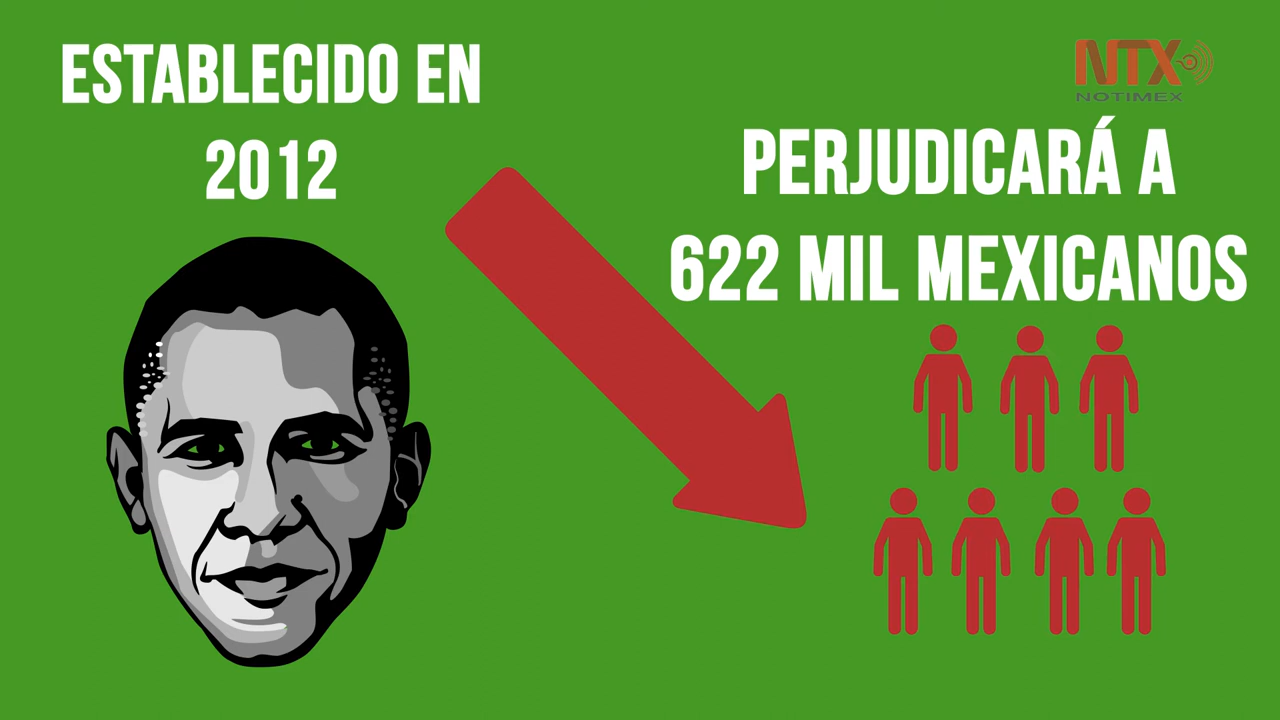 ESTABLECIDO EN
2012
NTX
NOTIMEX
PERJUDICARÁ A
622 MIL MEXICANOS